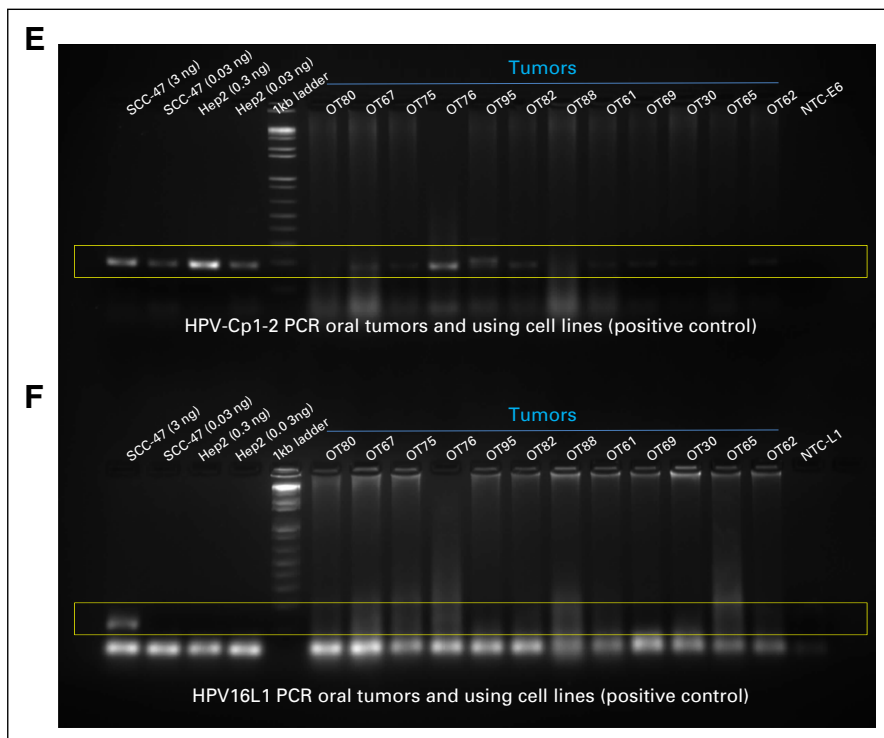 E
Tumors
SCC-47 (3 ng)
SCC-47 (0.03 ng)
Hep2 (0.3 ng)
Hep2 (0.03 ng)
1kb ladder
OT80
OT67
OT75
OT76
OT95
OT82
OT88
OT61
OT69
OT30
OT65
OT62
NTC-E6
HPV-Cp1-2 PCR oral tumors and using cell lines (positive control)
F
Tumors
SCC-47 (3 ng)
SCC-47 (0.03 ng)
Hep2 (0.3 ng)
Hep2 (0.0 3ng)
1kb ladder
OT80
OT67
OT75
OT76
OT95
OT82
OT88
OT61
OT69
OT30
OT65
OT62
NTC-L1
HPV16L1 PCR oral tumors and using cell lines (positive control)